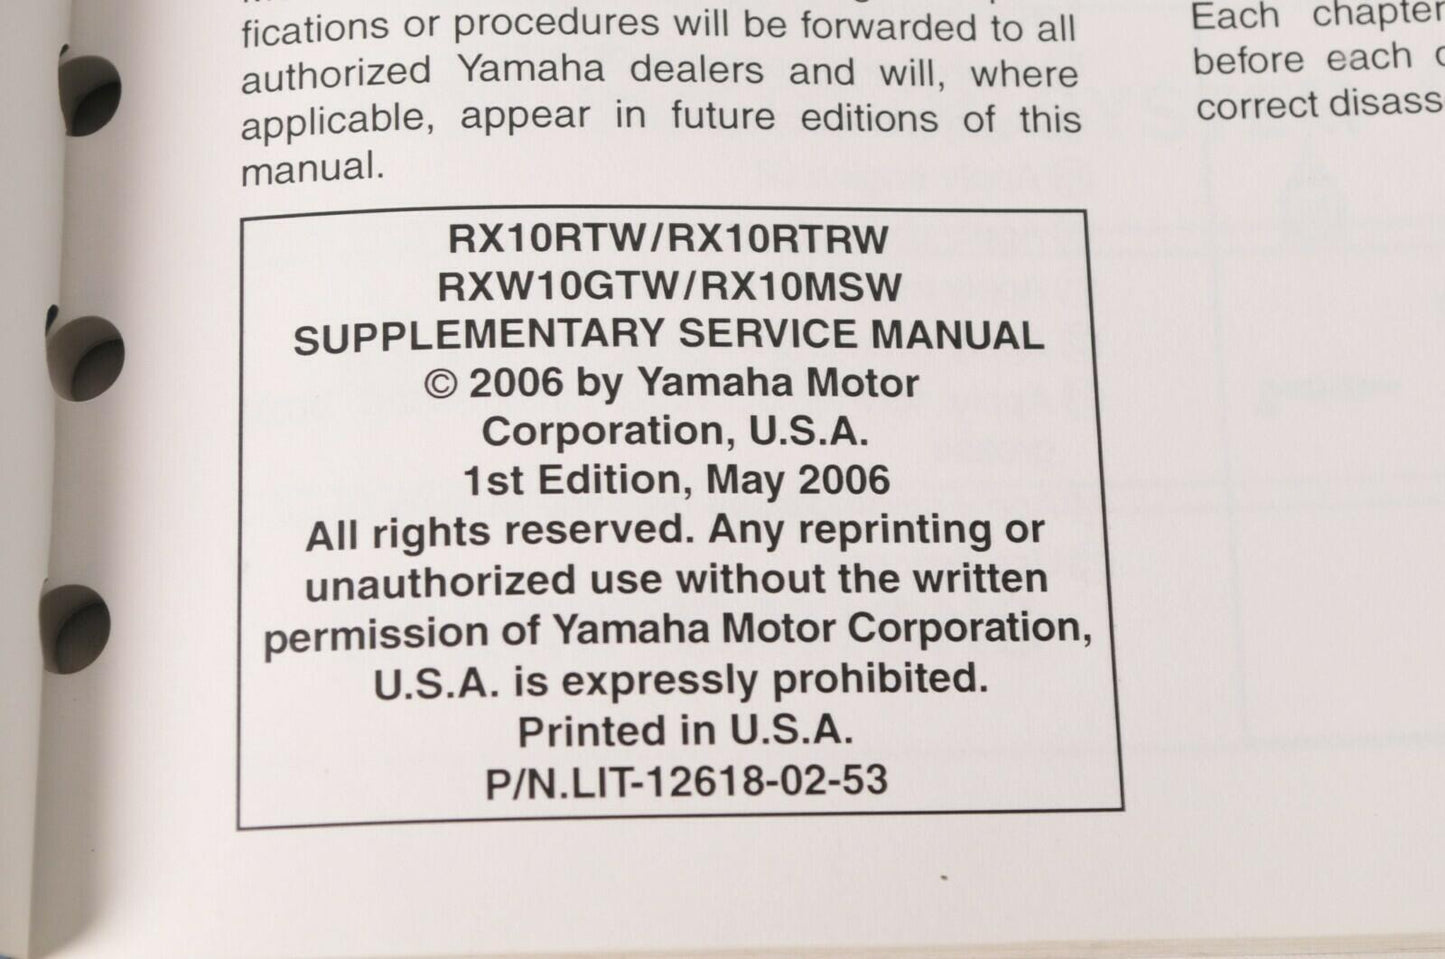 fications or procedures will be forwarded to all
authorized Yamaha dealers and will, where
applicable, appear in future editions of this
manual.
RX10RTW/RX10RTRW
RXW10GTW/RX10MSW
SUPPLEMENTARY SERVICE MANUAL
© 2006 by Yamaha Motor
Corporation, U.S.A.
1st Edition, May 2006
All rights reserved. Any reprinting or
unauthorized use without the written
permission of Yamaha Motor Corporation,
U.S.A. is expressly prohibited.
Printed in U.S.A.
P/N.LIT-12618-02-53
Each chapter
before each
correct disass